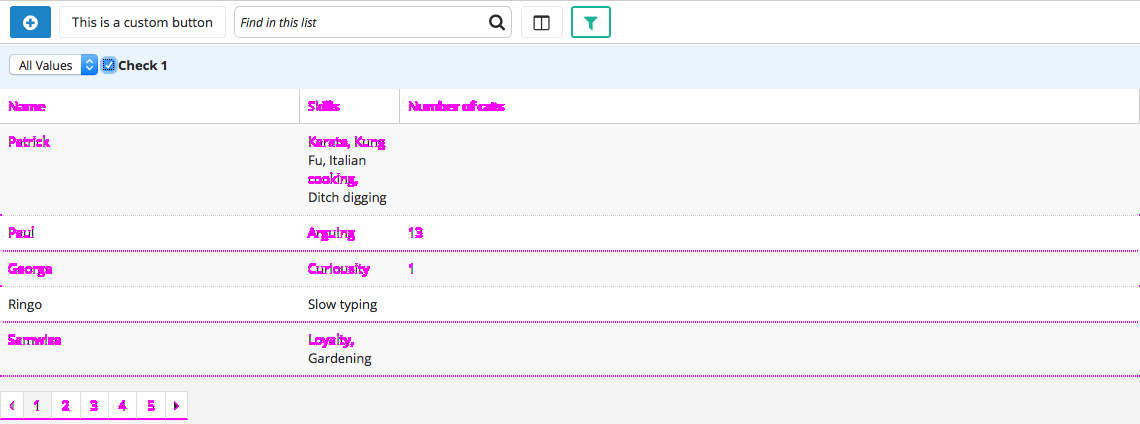 This is a custom button Find in this list
All Values Check 1
Name Skills Number of cats
Patrick Karate, Kung
Fu, Italian
cooking,
Ditch digging
Paul Arguing 13
George Curiousity 1
Ringo Slow typing
Samwise Loyalty,
Gardening
1 2 3 4 5